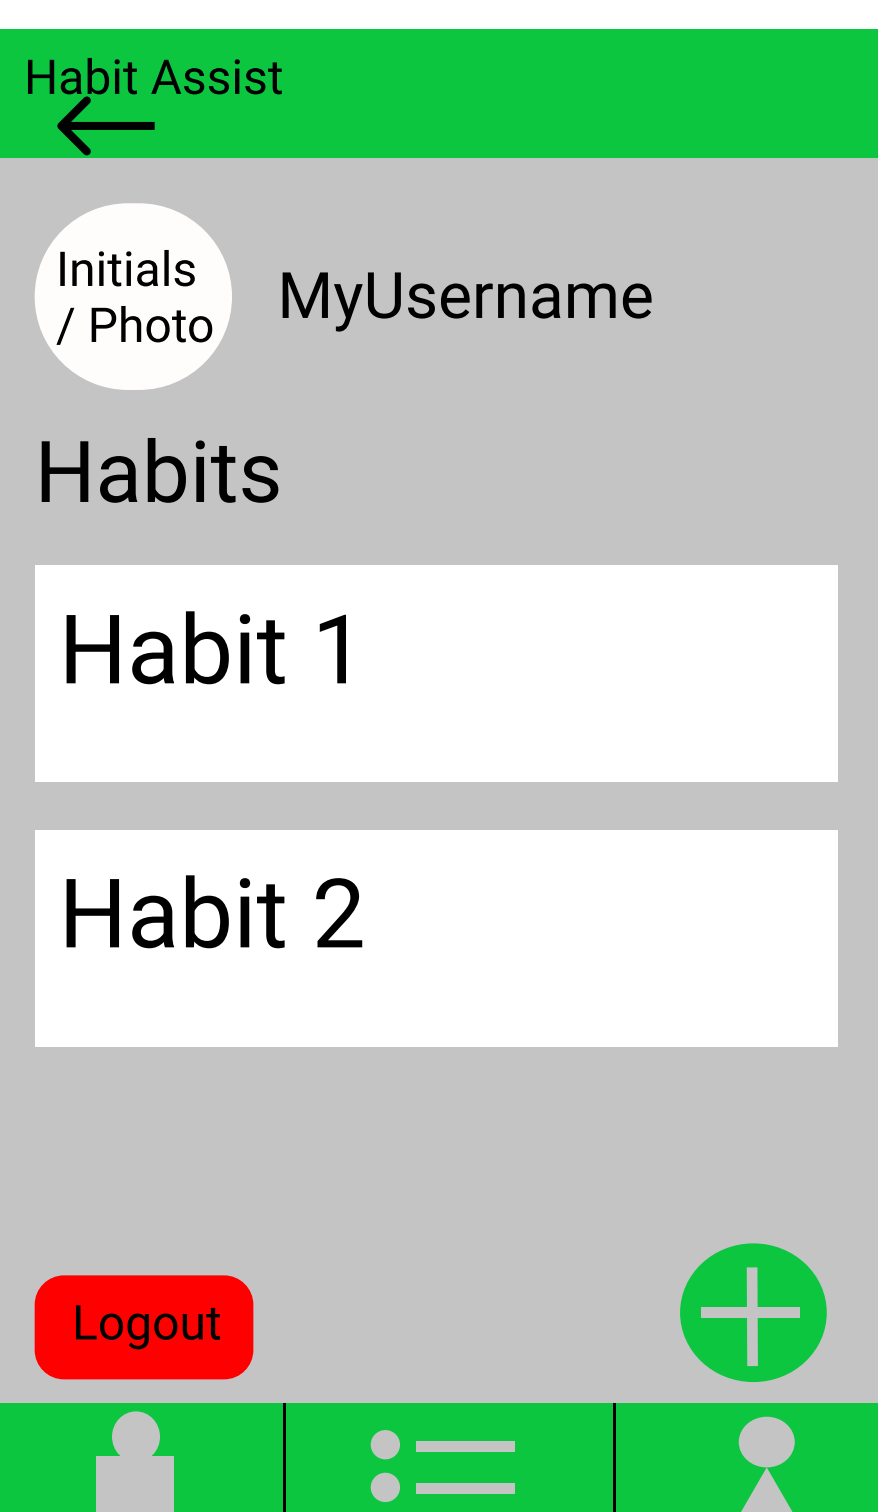 Habit Assist
Initials
/ Photo
MyUsername
Habits
Habit 1
Habit 2
Logout